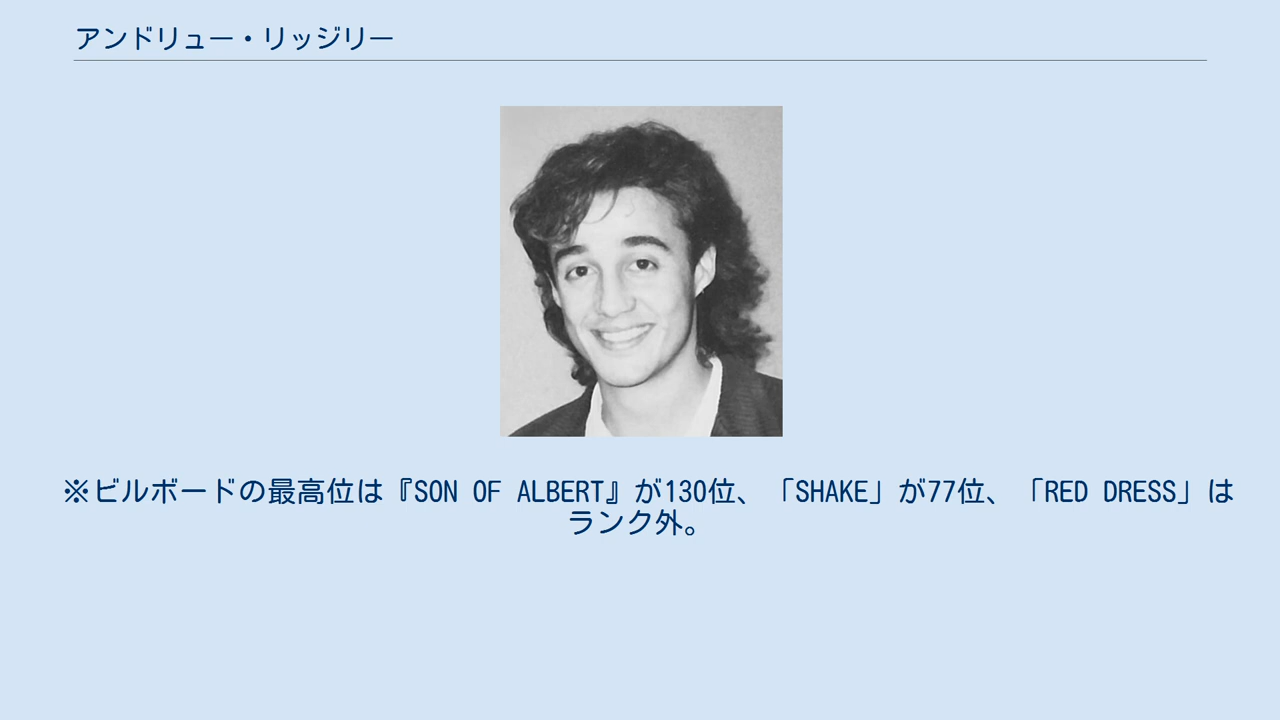 アンドリュー・リッジリー
※ビルボードの最高位は『SON OF ALBERT』が130位、「SHAKE」が77位、「RED DRESS」は
ランク外。